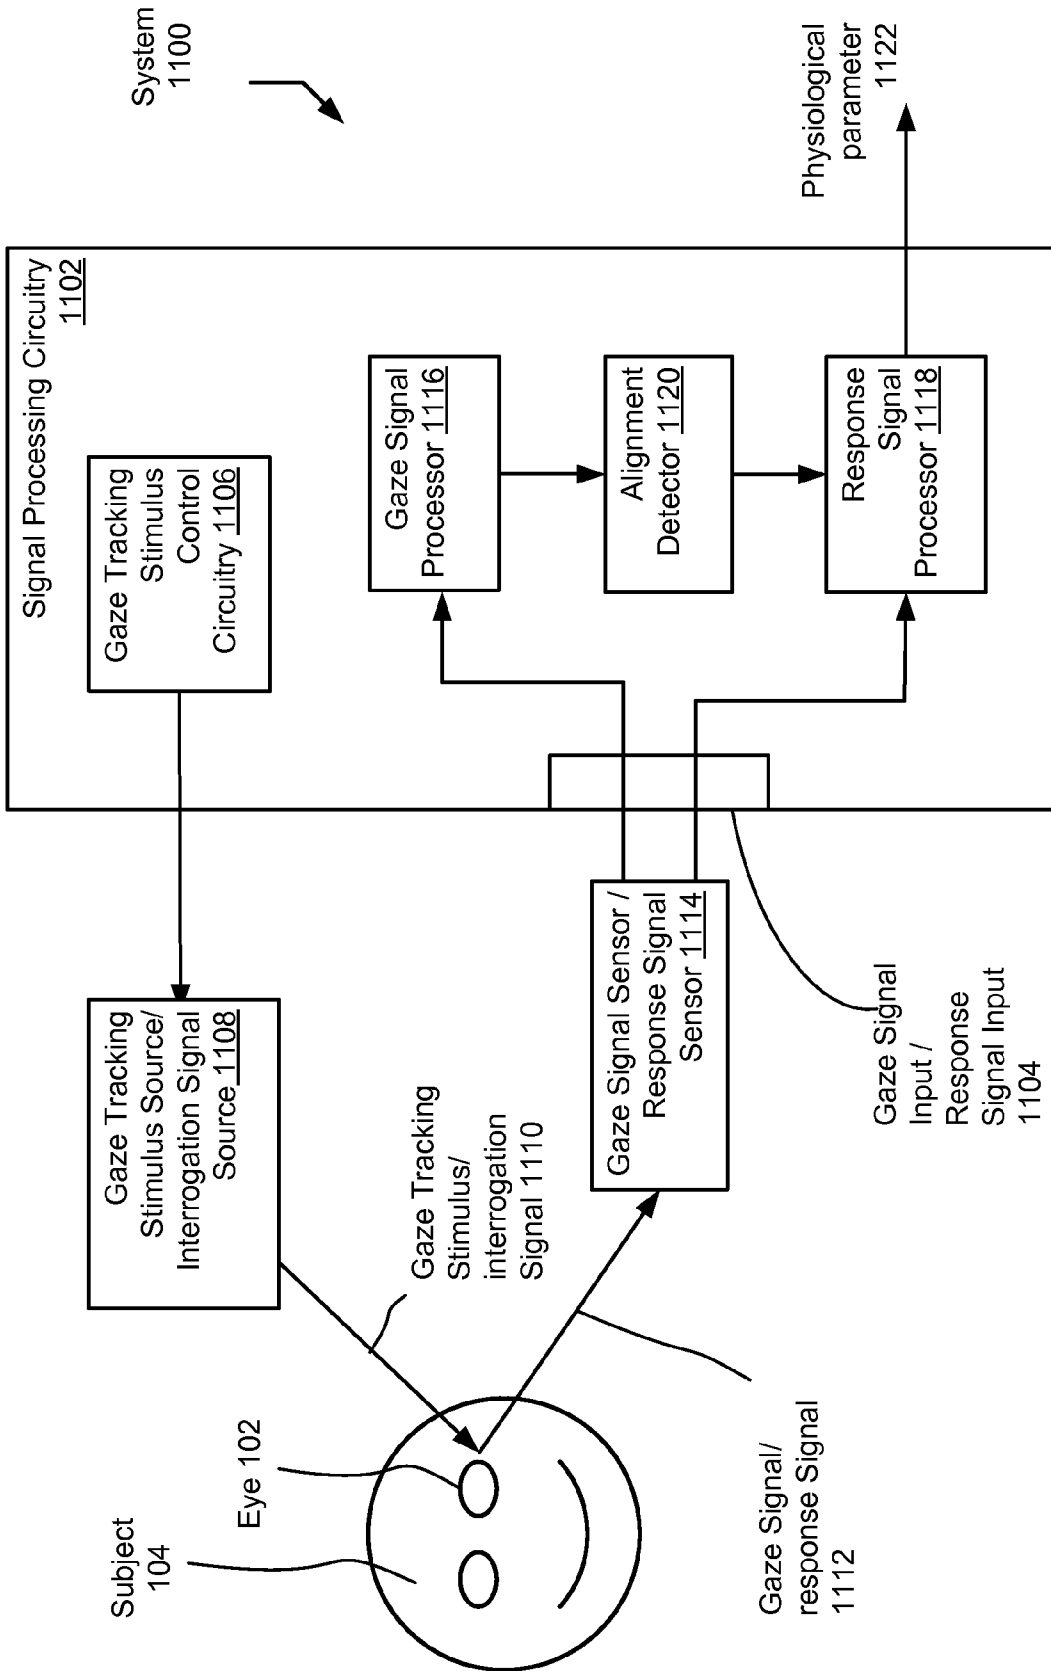 System
1100
Signal Processing Circuitry
1102
Gaze Tracking
Stimulus
Control
Circuitry 1106
Gaze Signal
Processor 1116
Alignment
Detector 1120
Response
Signal
Processor 1118
Physiological
parameter
1122
Gaze Tracking
Stimulus Source/
Interrogation Signal
Source 1108
Gaze Tracking
Stimulus/
interrogation
Signal 1110
Gaze Signal Sensor /
Response Signal
Sensor 1114
Gaze Signal
Input /
Response
Signal Input
1104
Subject
104
Eye 102
Gaze Signal/
response Signal
1112